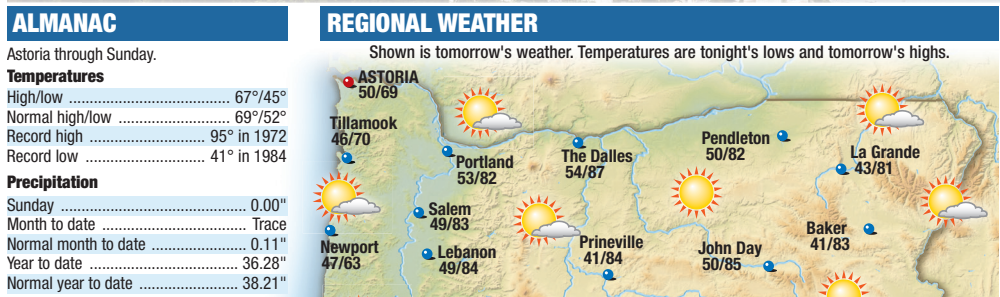 ALMANAC
Astoria through Sunday.
Temperatures
High/low ........................................ 67°/45°
Normal high/low ........................... 69°/52°
Record high ............................ 95° in 1972
Record low ............................. 41° in 1984
Precipitation
Sunday ............................................. 0.00"
Month to date .................................. Trace
Normal month to date ...................... 0.11"
Year to date .................................... 36.28"
Normal year to date ........................ 38.21"
REGIONAL WEATHER
Shown is tomorrow's weather. Temperatures are tonight's lows and tomorrow's highs.
ASTORIA
50/69
Tillamook
46/70
Portland
53/82
The Dalles
54/87
Pendleton
50/82
La Grande
43/81
Salem
49/83
Newport
47/63
Lebanon
49/84
Prineville
41/84
John Day
50/85
Baker
41/83